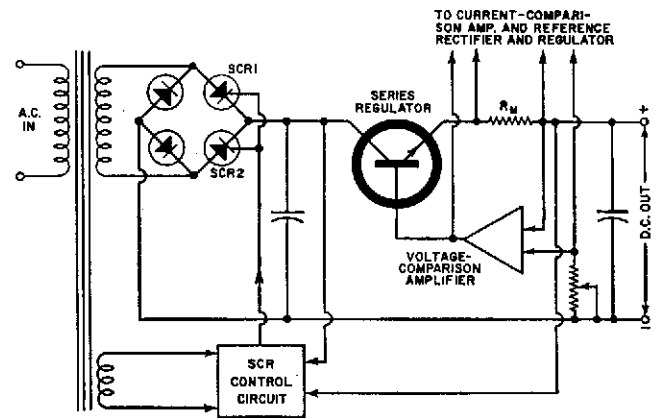 TO CURRENT-COMPARI-
SON AMP. AND REFERENCE
RECTIFIER AND REGULATOR
SCR1
SERIES
REGULATOR
RM
+
A.C.
IN
SCR2
D.C. OUT
VOLTAGE-
COMPARISON
AMPLIFIER
-
SCR
CONTROL
CIRCUIT